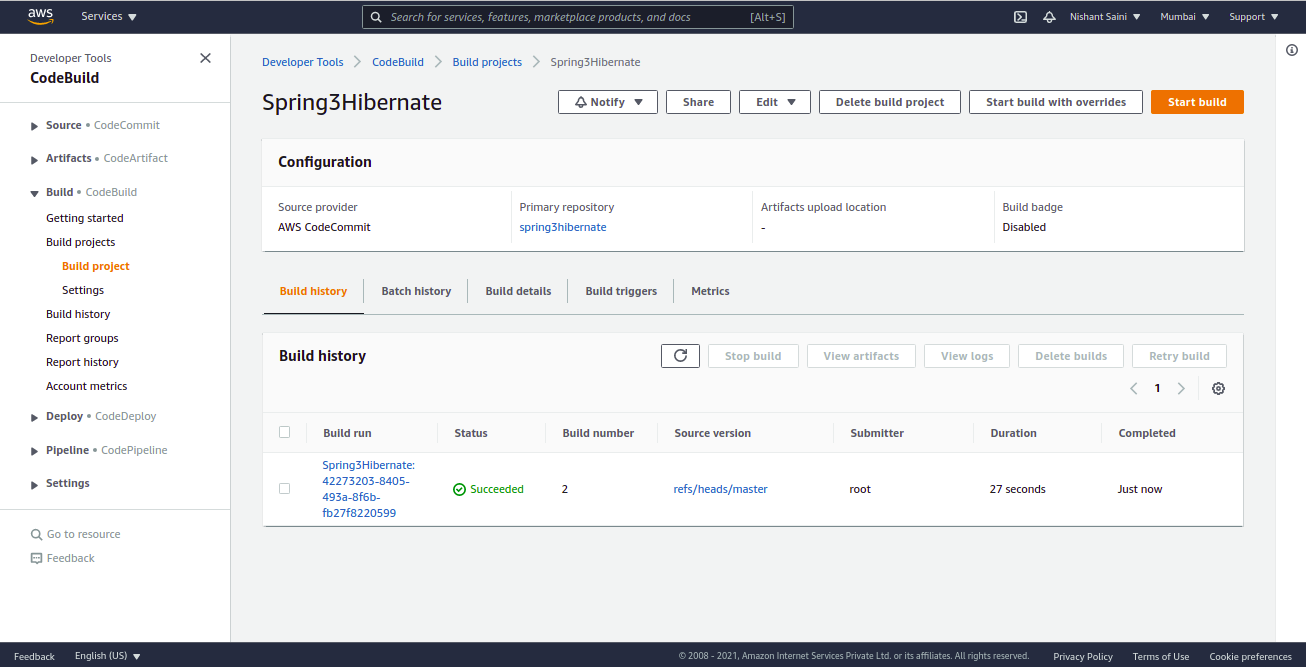 aws
Services
Search for services, features, marketplace products, and docs
[Alt+S]
Nishant Saini
Mumbai
Support
Developer Tools
CodeBuild
Source • CodeCommit
Artifacts • CodeArtifact
Build • CodeBuild
Getting started
Build projects
Build project
Settings
Build history
Report groups
Report history
Account metrics
Deploy • CodeDeploy
Pipeline • CodePipeline
Settings
Go to resource
Feedback
Developer Tools > CodeBuild > Build projects > Spring3Hibernate
Spring3Hibernate
Notify
Share
Edit
Delete build project
Start build with overrides
Start build
Configuration
Source provider
AWS CodeCommit
Primary repository
spring3hibernate
Artifacts upload location
-
Build badge
Disabled
Build history
Batch history
Build details
Build triggers
Metrics
Build history
Stop build
View artifacts
View logs
Delete builds
Retry build
1
Build run
Status
Build number
Source version
Submitter
Duration
Completed
Spring3Hibernate:
42273203-8405-
493a-8f6b-
fb27f8220599
Succeeded
2
refs/heads/master
root
27 seconds
Just now
Feedback
English (US)
© 2008 - 2021, Amazon Internet Services Private Ltd. or its affiliates. All rights reserved.
Privacy Policy
Terms of Use
Cookie preferences